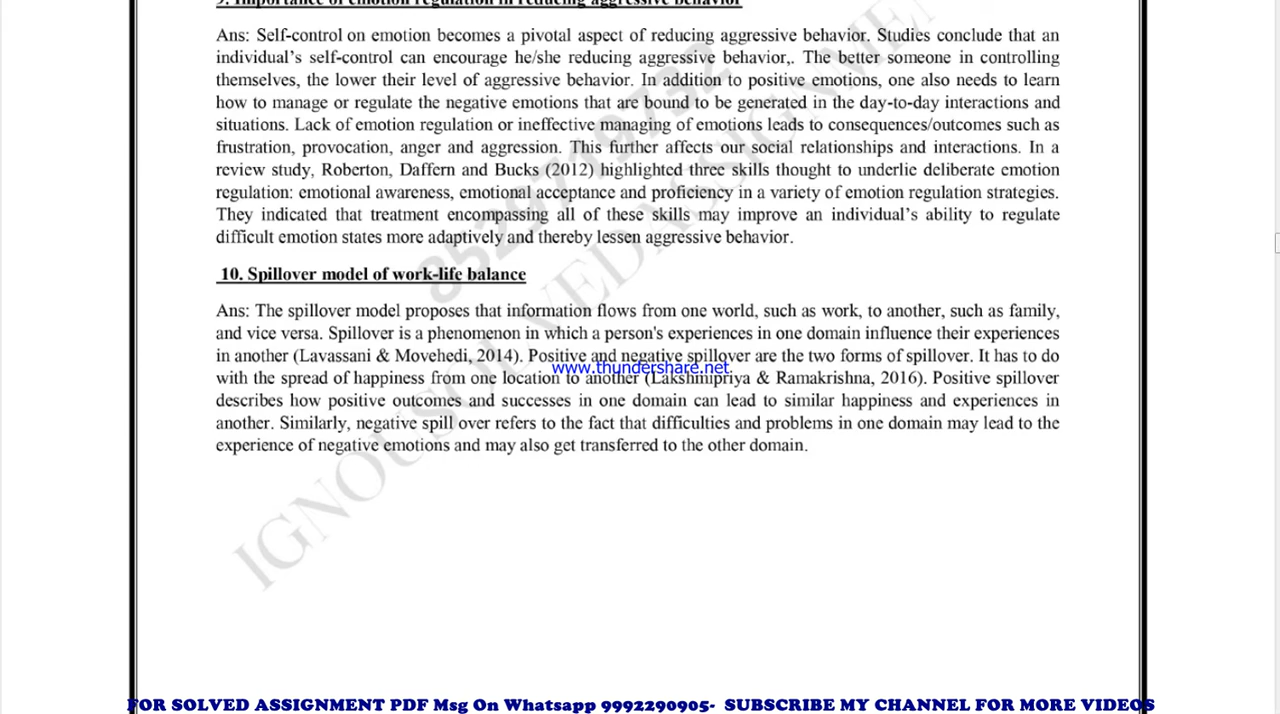 9. Importance of emotion regulation in reducing aggressive behavior
Ans: Self-control on emotion becomes a pivotal aspect of reducing aggressive behavior. Studies conclude that an
individual's self-control can encourage he/she reducing aggressive behavior,. The better someone in controlling
themselves, the lower their level of aggressive behavior. In addition to positive emotions, one also needs to learn
how to manage or regulate the negative emotions that are bound to be generated in the day-to-day interactions and
situations. Lack of emotion regulation or ineffective managing of emotions leads to consequences/outcomes such as
frustration, provocation, anger and aggression. This further affects our social relationships and interactions. In a
review study, Roberton, Daffern and Bucks (2012) highlighted three skills thought to underlie deliberate emotion
regulation: emotional awareness, emotional acceptance and proficiency in a variety of emotion regulation strategies.
They indicated that treatment encompassing all of these skills may improve an individual's ability to regulate
difficult emotion states more adaptively and thereby lessen aggressive behavior.
10. Spillover model of work-life balance
Ans: The spillover model proposes that information flows from one world, such as work, to another, such as family,
and vice versa. Spillover is a phenomenon in which a person's experiences in one domain influence their experiences
in another (Lavassani & Movehedi, 2014). Positive and negative spillover are the two forms of spillover. It has to do
www.thundershare.net
with the spread of happiness from one location to another (Lakshmipriya & Ramakrishna, 2016). Positive spillover
describes how positive outcomes and successes in one domain can lead to similar happiness and experiences in
another. Similarly, negative spill over refers to the fact that difficulties and problems in one domain may lead to the
experience of negative emotions and may also get transferred to the other domain.
8529719732
IGNOUSOLVEDASSIGNME
FOR SOLVED ASSIGNMENT PDF Msg On Whatsapp 9992290905- SUBSCRIBE MY CHANNEL FOR MORE VIDEOS